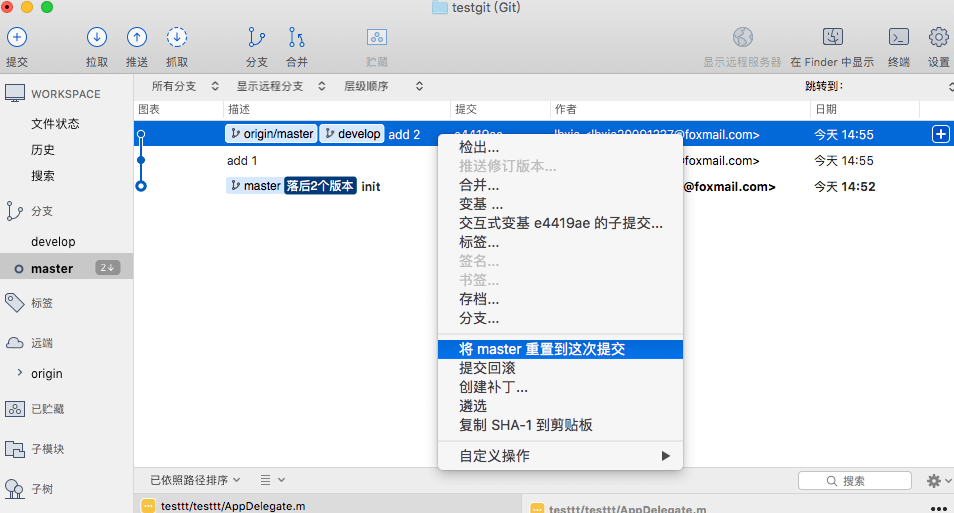 testgit (Git)
提交 拉取 推送 抓取 分支 合并 贮藏 显示远程服务器 在 Finder 中显示 终端 设置
所有分支 显示远程分支 层级顺序 跳转到:
WORKSPACE
文件状态
历史
搜索
分支
develop
master 2↓
标签
远端
origin
已贮藏
子模块
子树
图表 描述 提交 作者 日期
origin/master develop add 2 e4419ae lhxia <lhxia20091227@foxmail.com> 今天 14:55
add 1 @foxmail.com> 今天 14:55
master 落后2个版本 init @foxmail.com> 今天 14:52
检出...
推送修订版本...
合并...
变基 ...
交互式变基 e4419ae 的子提交...
标签...
签名...
书签...
存档...
分支...
将 master 重置到这次提交
提交回滚
创建补丁...
遴选
复制 SHA-1 到剪贴板
自定义操作
已依照路径排序 搜索
testtt/testtt/AppDelegate.m testtt/testtt/AppDelegate.m